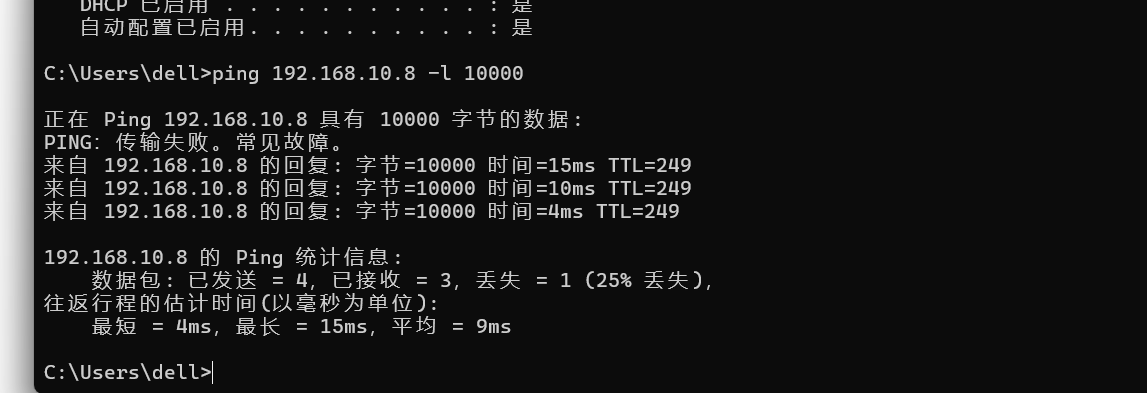 DHCP 已启用 . . . . . . . . . . . : 是
自动配置已启用. . . . . . . . . . : 是
C:\Users\dell>ping 192.168.10.8 -l 10000
正在 Ping 192.168.10.8 具有 10000 字节的数据:
PING: 传输失败。常见故障。
来自 192.168.10.8 的回复: 字节=10000 时间=15ms TTL=249
来自 192.168.10.8 的回复: 字节=10000 时间=10ms TTL=249
来自 192.168.10.8 的回复: 字节=10000 时间=4ms TTL=249
192.168.10.8 的 Ping 统计信息:
数据包: 已发送 = 4, 已接收 = 3, 丢失 = 1 (25% 丢失),
往返行程的估计时间(以毫秒为单位):
最短 = 4ms, 最长 = 15ms, 平均 = 9ms
C:\Users\dell>